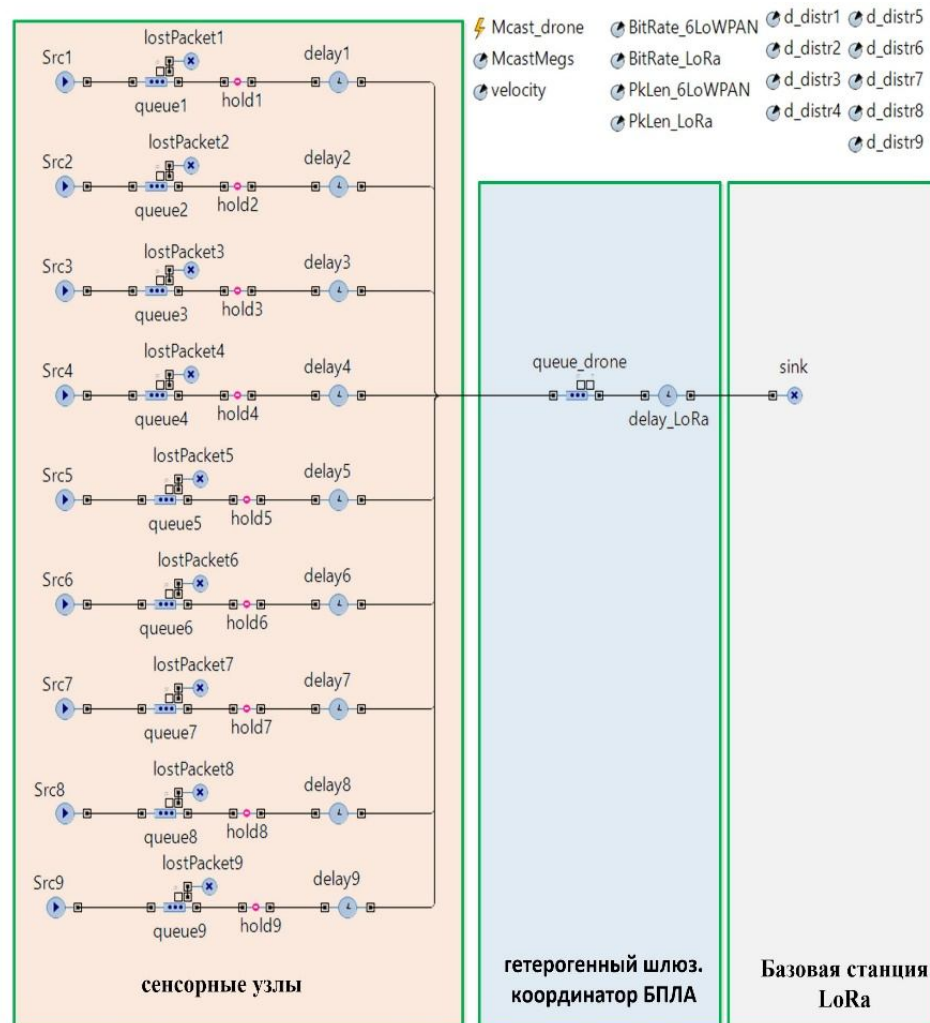 Mcast_drone
McastMegs
velocity
BitRate_6LoWPAN
BitRate_LoRa
PkLen_6LoWPAN
PkLen_LoRa
d_distr1
d_distr2
d_distr3
d_distr4
d_distr5
d_distr6
d_distr7
d_distr8
d_distr9
Src1
lostPacket1
queue1
hold1
delay1
Src2
lostPacket2
queue2
hold2
delay2
Src3
lostPacket3
queue3
hold3
delay3
Src4
lostPacket4
queue4
hold4
delay4
Src5
lostPacket5
queue5
hold5
delay5
Src6
lostPacket6
queue6
hold6
delay6
Src7
lostPacket7
queue7
hold7
delay7
Src8
lostPacket8
queue8
hold8
delay8
Src9
lostPacket9
queue9
hold9
delay9
сенсорные узлы
queue_drone
delay_LoRa
гетерогенный шлюз.
координатор БПЛА
sink
Базовая станция
LoRa